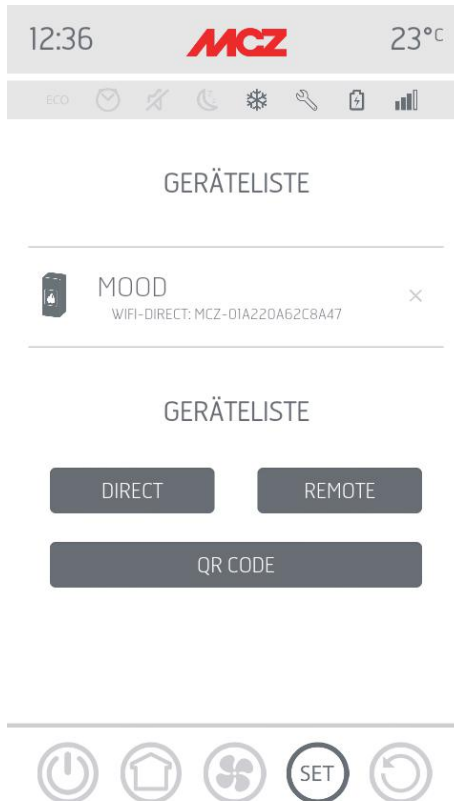 12:36 MCZ 23°C
ECO
GERÄTELISTE
MOOD
WIFI-DIRECT: MCZ-01A220A62C8A47
GERÄTELISTE
DIRECT REMOTE
QR CODE
SET